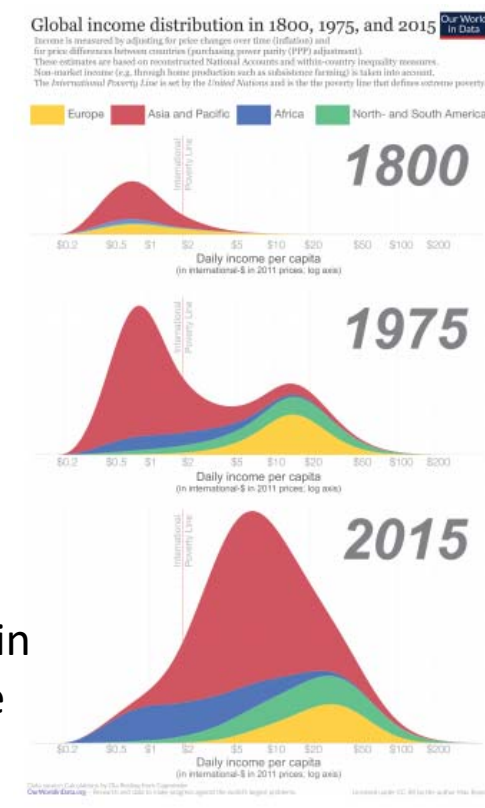 Global income distribution in 1800, 1975, and 2015
Our World
in Data
Income is measured by adjusting for price changes over time (inflation) and
for price differences between countries (purchasing power parity (PPP) adjustment).
These estimates are based on reconstructed National Accounts and within-country inequality measures.
Non-market income (e.g. through home production such as subsistence farming) is taken into account.
The International Poverty Line is set by the United Nations and is the the poverty line that defines extreme poverty
Europe Asia and Pacific Africa North- and South America
International
Poverty Line
1800
$0.2 $0.5 $1 $2 $5 $10 $20 $50 $100 $200
Daily income per capita
(in international-$ in 2011 prices; log axis)
International
Poverty Line
1975
$0.2 $0.5 $1 $2 $5 $10 $20 $50 $100 $200
Daily income per capita
(in international-$ in 2011 prices; log axis)
International
Poverty Line
2015
in
e
$0.2 $0.5 $1 $2 $5 $10 $20 $50 $100 $200
Daily income per capita
(in international-$ in 2011 prices; log axis)